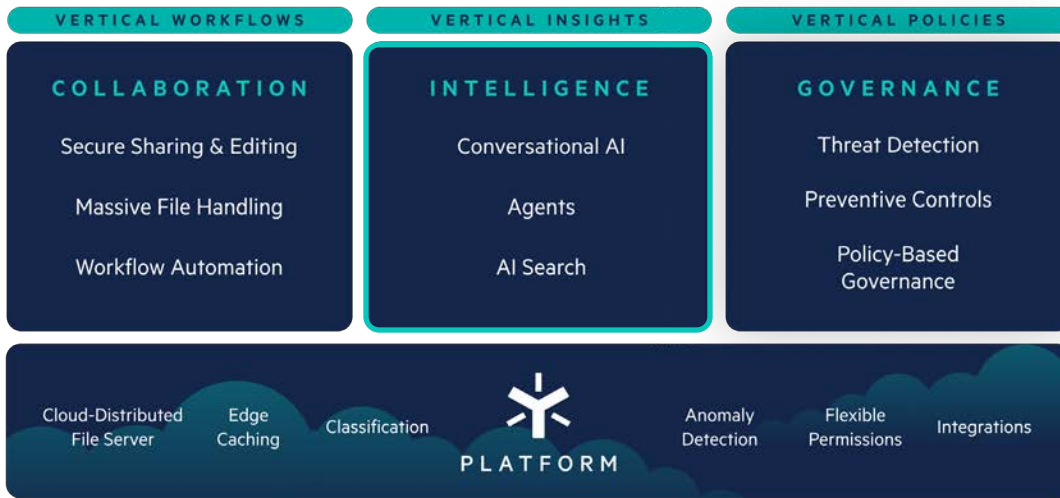 VERTICAL WORKFLOWS
VERTICAL INSIGHTS
VERTICAL POLICIES
COLLABORATION
Secure Sharing & Editing
Massive File Handling
Workflow Automation
INTELLIGENCE
Conversational AI
Agents
AI Search
GOVERNANCE
Threat Detection
Preventive Controls
Policy-Based
Governance
Cloud-Distributed
File Server
Edge
Caching
Classification
PLATFORM
Anomaly
Detection
Flexible
Permissions
Integrations